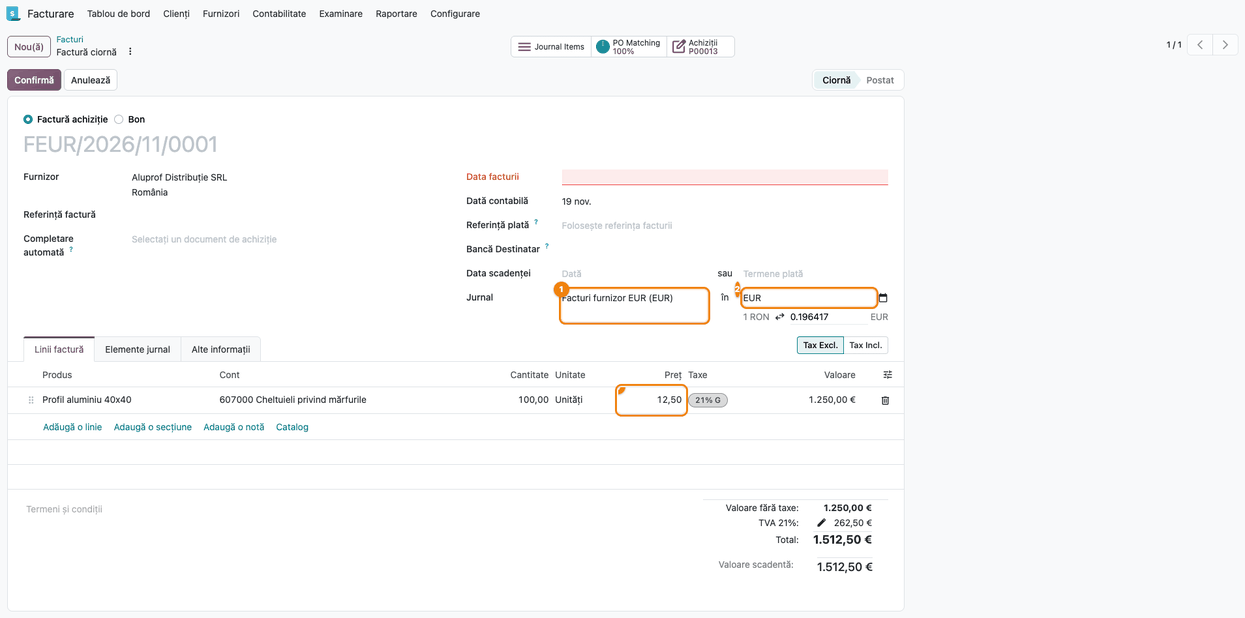 Facturare Tablou de bord Clienți Furnizori Contabilitate Examinare Raportare Configurare
Nou(ă) Facturi
Factură ciornă
Journal Items
PO Matching
100%
Achiziții
P00013
1 / 1
Confirmă Anulează
Ciornă Postat
Factură achiziție Bon
FEUR/2026/11/0001
Furnizor Aluprof Distribuție SRL
România
Referință factură
Completare automată ? Selectați un document de achiziție
Data facturii
Dată contabilă 19 nov.
Referință plată ? Folosește referința facturii
Bancă Destinatar ?
Data scadenței Dată sau Termene plată
Jurnal 1 Facturi furnizor EUR (EUR) în 2 EUR
1 RON 0.196417 EUR
Linii factură Elemente jurnal Alte informații
Tax Excl. Tax Incl.
Produs Cont Cantitate Unitate Preț Taxe Valoare
Profil aluminiu 40x40 607000 Cheltuieli privind mărfurile 100,00 Unități 12,50 21% G 1.250,00 €
Adăugă o linie Adaugă o secțiune Adaugă o notă Catalog
Termeni și condiții
Valoare fără taxe: 1.250,00 €
TVA 21%: 262,50 €
Total: 1.512,50 €
Valoare scadentă: 1.512,50 €